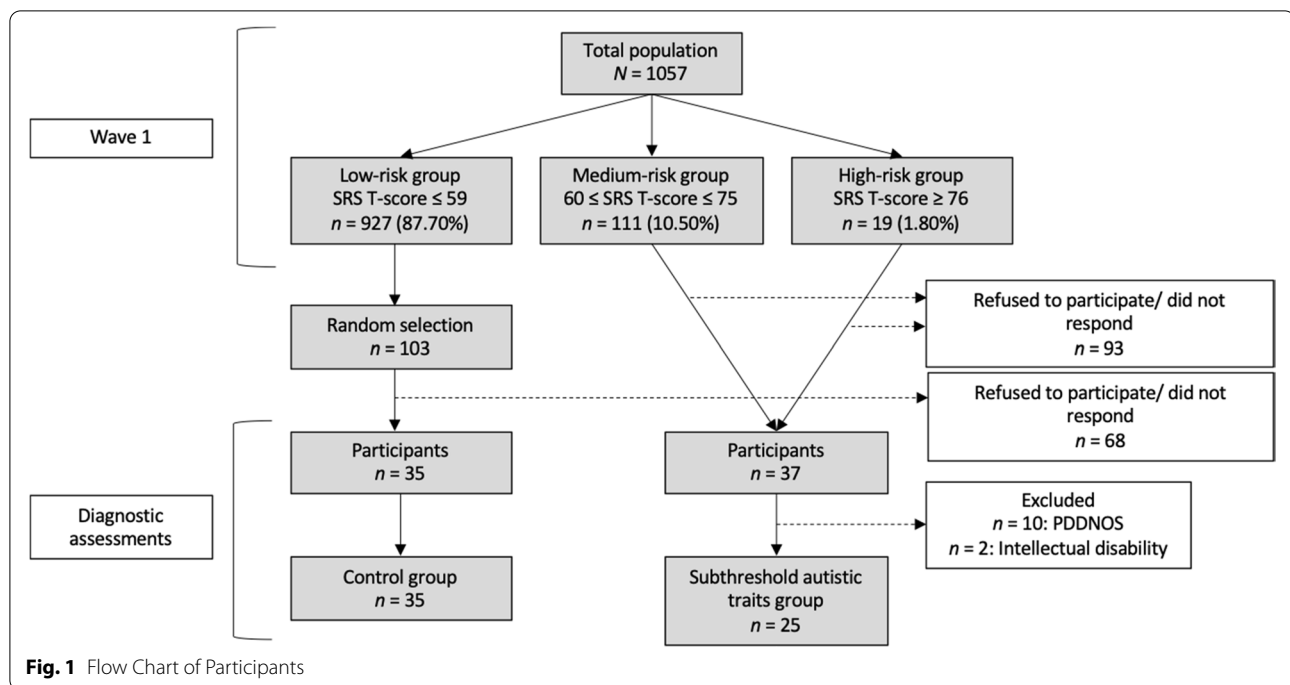 Total population
N = 1057
Wave 1
Low-risk group
SRS T-score ≤ 59
n = 927 (87.70%)
Medium-risk group
60 ≤ SRS T-score ≤ 75
n = 111 (10.50%)
High-risk group
SRS T-score ≥ 76
n = 19 (1.80%)
Random selection
n = 103
Refused to participate/ did not
respond
n = 93
Refused to participate/ did not
respond
n = 68
Diagnostic
assessments
Participants
n = 35
Participants
n = 37
Excluded
n = 10: PDDNOS
n = 2: Intellectual disability
Control group
n = 35
Subthreshold autistic
traits group
n = 25
Fig. 1 Flow Chart of Participants